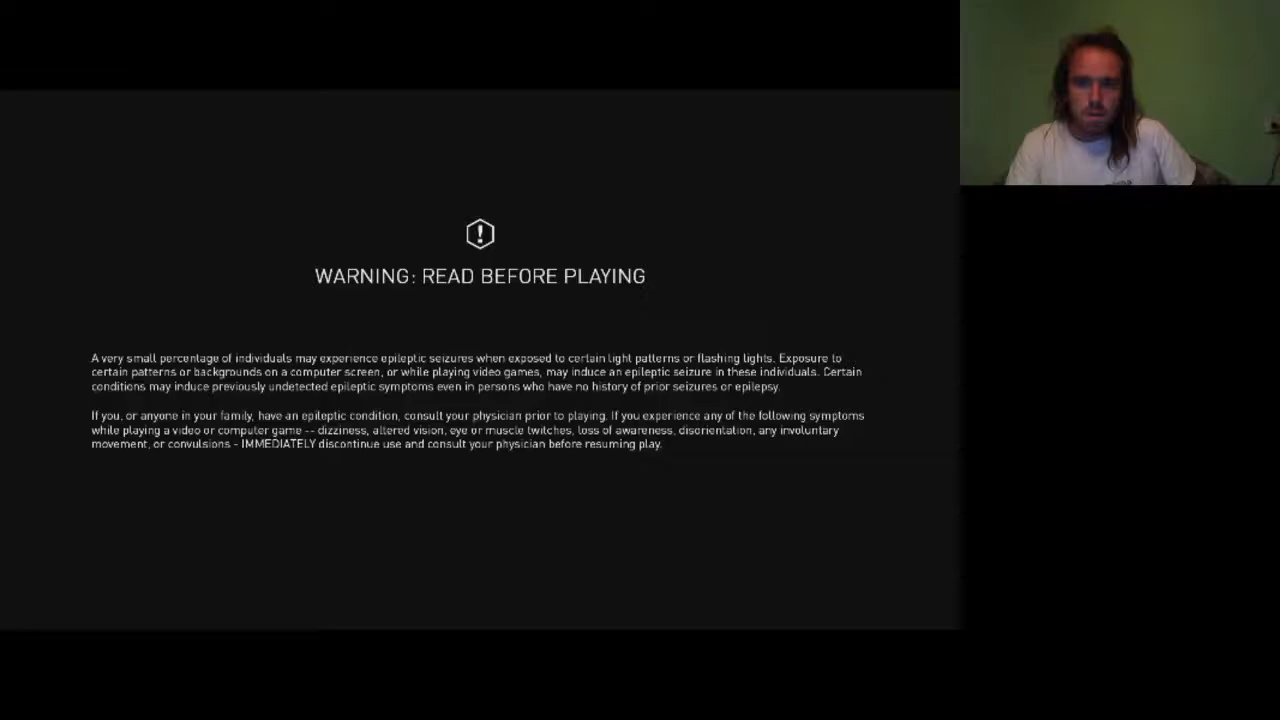 WARNING: READ BEFORE PLAYING
A very small percentage of individuals may experience epileptic seizures when exposed to certain light patterns or flashing lights. Exposure to
certain patterns or backgrounds on a computer screen, or while playing video games, may induce an epileptic seizure in these individuals. Certain
conditions may induce previously undetected epileptic symptoms even in persons who have no history of prior seizures or epilepsy.
If you, or anyone in your family, have an epileptic condition, consult your physician prior to playing. If you experience any of the following symptoms
while playing a video or computer game -- dizziness, altered vision, eye or muscle twitches, loss of awareness, disorientation, any involuntary
movement, or convulsions - IMMEDIATELY discontinue use and consult your physician before resuming play.